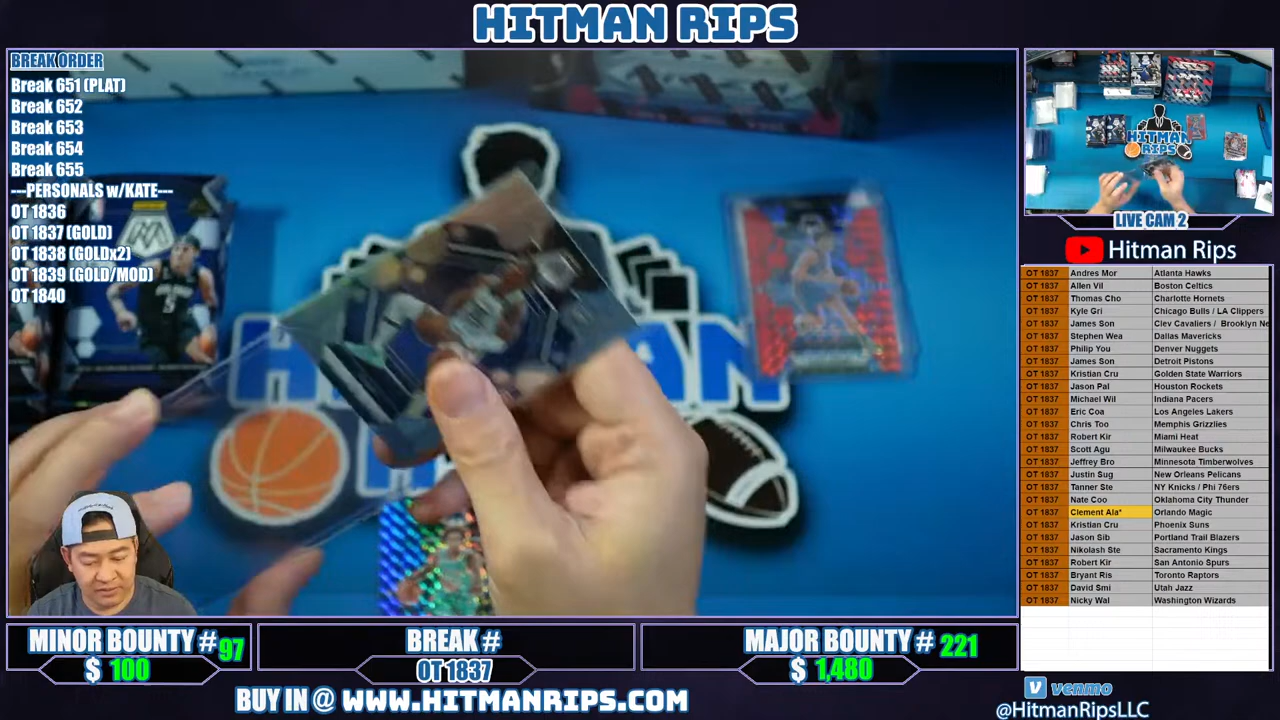 HITMAN RIPS
BREAK ORDER
Break 651 (PLAT)
Break 652
Break 653
Break 654
Break 655
---PERSONALS w/KATE---
OT 1836
OT 1837 (GOLD)
OT 1838 (GOLDx2)
OT 1839 (GOLD/MOD)
OT 1840
HITMAN
RIPS
LIVE CAM 2
Hitman Rips
OT 1837 Andres Mor Atlanta Hawks
OT 1837 Allen Vil Boston Celtics
OT 1837 Thomas Cho Charlotte Hornets
OT 1837 Kyle Gri Chicago Bulls / LA Clippers
OT 1837 James Son Clev Cavaliers / Brooklyn Ne
OT 1837 Stephen Wea Dallas Mavericks
OT 1837 Philip You Denver Nuggets
OT 1837 James Son Detroit Pistons
OT 1837 Kristian Cru Golden State Warriors
OT 1837 Jason Pal Houston Rockets
OT 1837 Michael Wil Indiana Pacers
OT 1837 Eric Coa Los Angeles Lakers
OT 1837 Chris Too Memphis Grizzlies
OT 1837 Robert Kir Miami Heat
OT 1837 Scott Agu Milwaukee Bucks
OT 1837 Jeffrey Bro Minnesota Timberwolves
OT 1837 Justin Sug New Orleans Pelicans
OT 1837 Tanner Ste NY Knicks / Phi 76ers
OT 1837 Nate Coo Oklahoma City Thunder
OT 1837 Clement Ala* Orlando Magic
OT 1837 Kristian Cru Phoenix Suns
OT 1837 Jason Sib Portland Trail Blazers
OT 1837 Nikolash Ste Sacramento Kings
OT 1837 Robert Kir San Antonio Spurs
OT 1837 Bryant Ris Toronto Raptors
OT 1837 David Smi Utah Jazz
OT 1837 Nicky Wal Washington Wizards
MINOR BOUNTY # 97
$ 100
BREAK #
OT 1837
MAJOR BOUNTY # 221
$ 1,480
BUY IN @ WWW.HITMANRIPS.COM
venmo
@HitmanRipsLLC